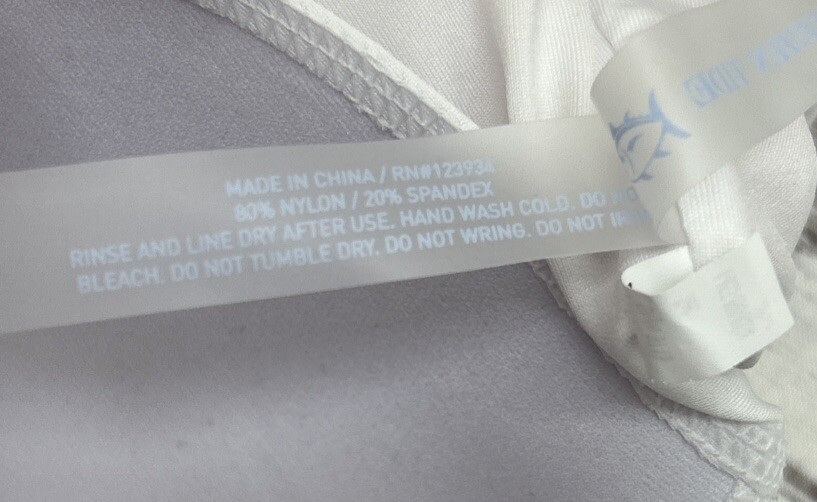 MADE IN CHINA / RN#123934
80% NYLON / 20% SPANDEX
RINSE AND LINE DRY AFTER USE. HAND WASH COLD. DO
BLEACH. DO NOT TUMBLE DRY. DO NOT WRING. DO NOT